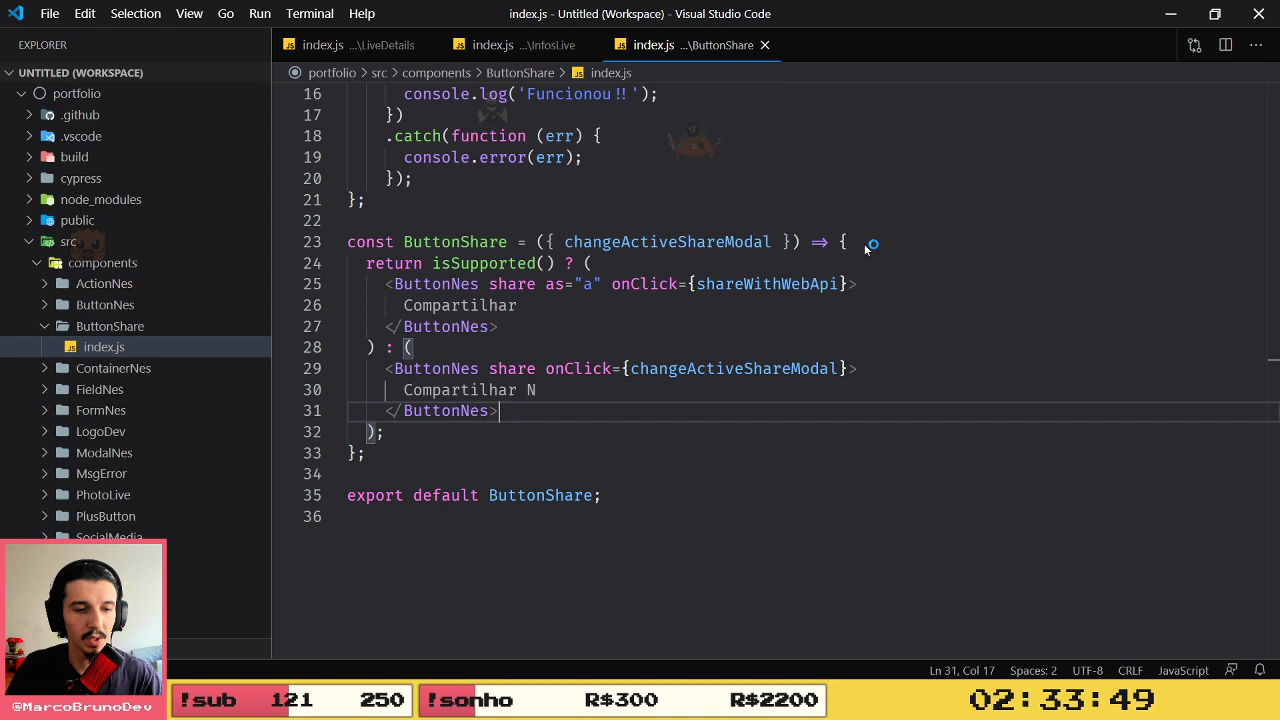 File Edit Selection View Go Run Terminal Help
index.js - Untitled (Workspace) - Visual Studio Code
EXPLORER
index.js ...\LiveDetails
index.js ...\InfosLive
index.js ...\ButtonShare
UNTITLED (WORKSPACE)
portfolio > src > components > ButtonShare > JS index.js
portfolio
.github
.vscode
build
cypress
node_modules
public
src
components
ActionNes
ButtonNes
ButtonShare
JS index.js
ContainerNes
FieldNes
FormNes
LogoDev
ModalNes
MsgError
PhotoLive
PlusButton
SocialMedia
16 console.log('Funcionou!!');
17 })
18 .catch(function (err) {
19 console.error(err);
20 });
21 };
22
23 const ButtonShare = ({ changeActiveShareModal }) => {
24 return isSupported() ? (
25 <ButtonNes share as="a" onClick={shareWithWebApi}>
26 Compartilhar
27 </ButtonNes>
28 ) : (
29 <ButtonNes share onClick={changeActiveShareModal}>
30 Compartilhar N
31 </ButtonNes>
32 );
33 };
34
35 export default ButtonShare;
36
Ln 31, Col 17 Spaces: 2 UTF-8 CRLF JavaScript
@MarcoBrunoDev
!sub 121 250
!sonho R$300 R$2200
02:33:49